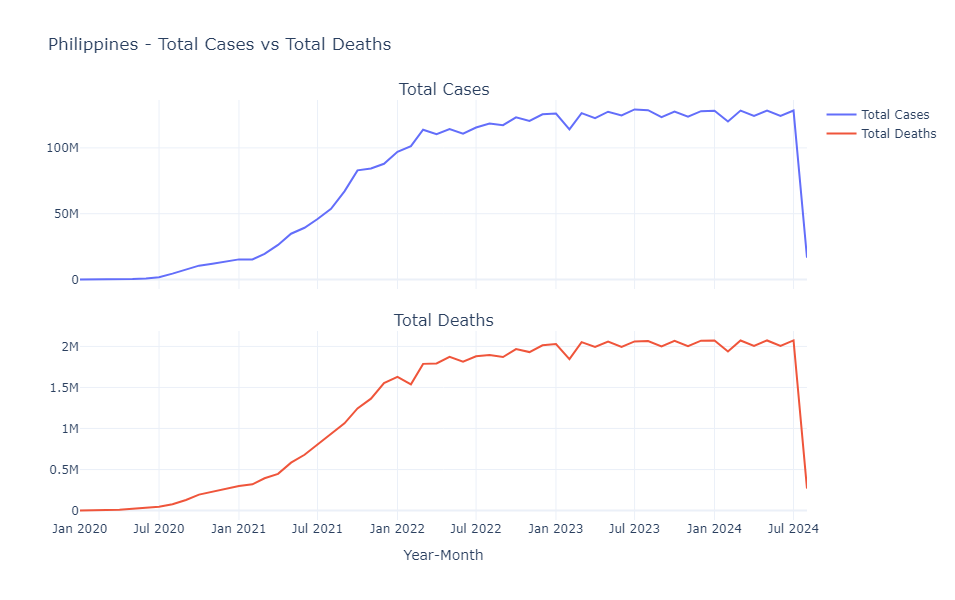 Philippines - Total Cases vs Total Deaths
Total Cases
Total Cases
Total Deaths
100M
50M
0
Total Deaths
2M
1.5M
1M
0.5M
0
Jan 2020 Jul 2020 Jan 2021 Jul 2021 Jan 2022 Jul 2022 Jan 2023 Jul 2023 Jan 2024 Jul 2024
Year-Month